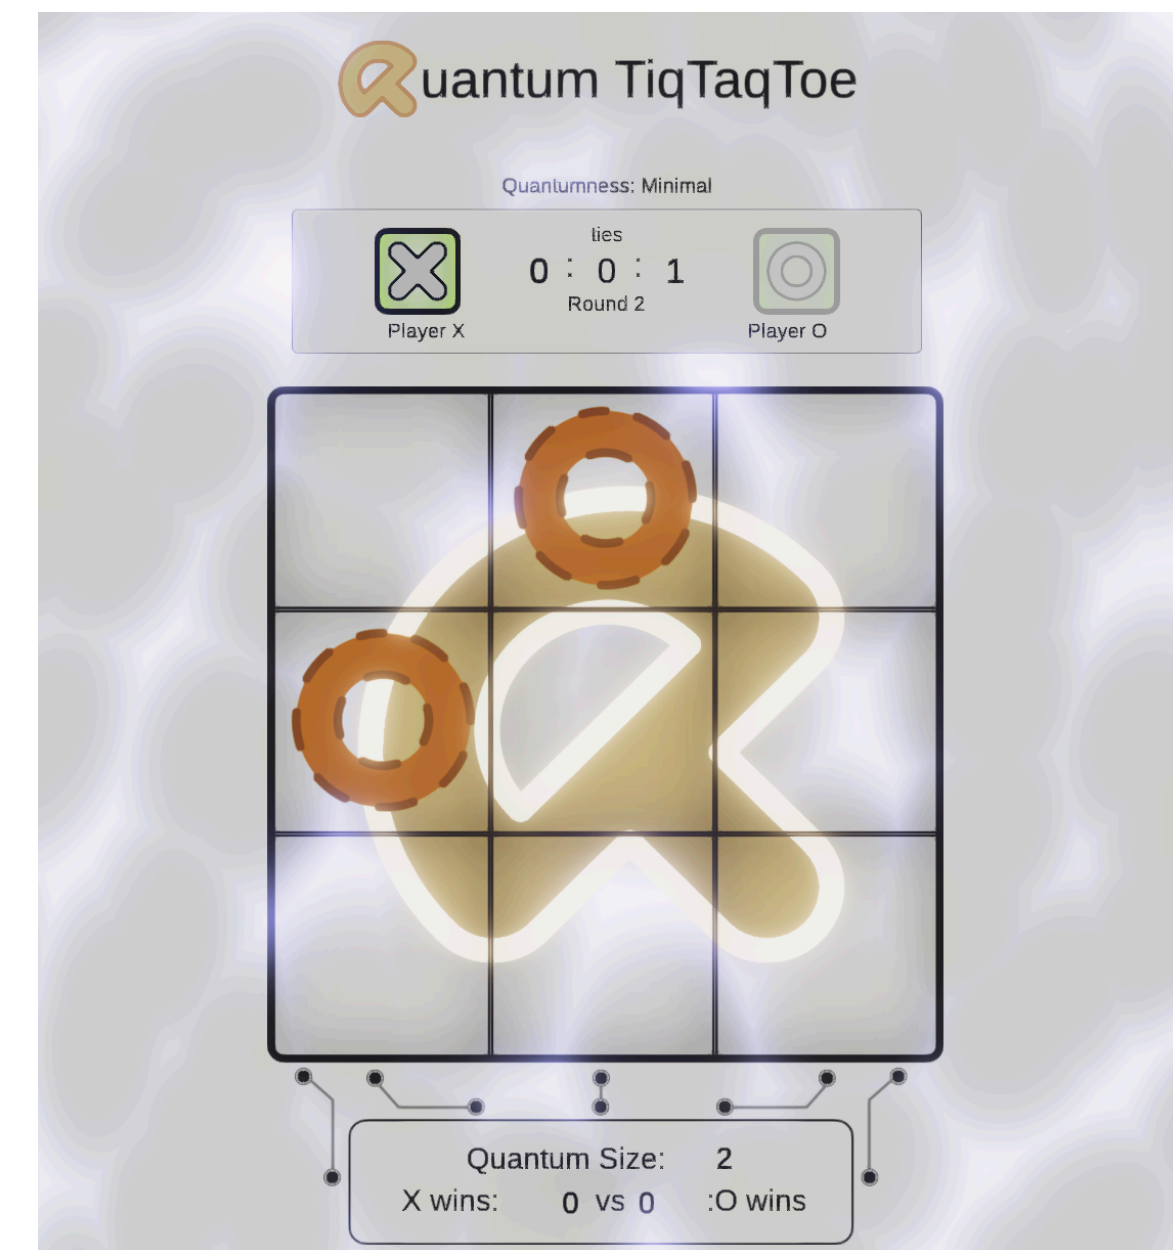 Quantum TiqTaqToe
Quantumness: Minimal
ties
0 : 0 : 1
Round 2
Player X
Player O
Quantum Size: 2
X wins: 0 vs 0 :O wins